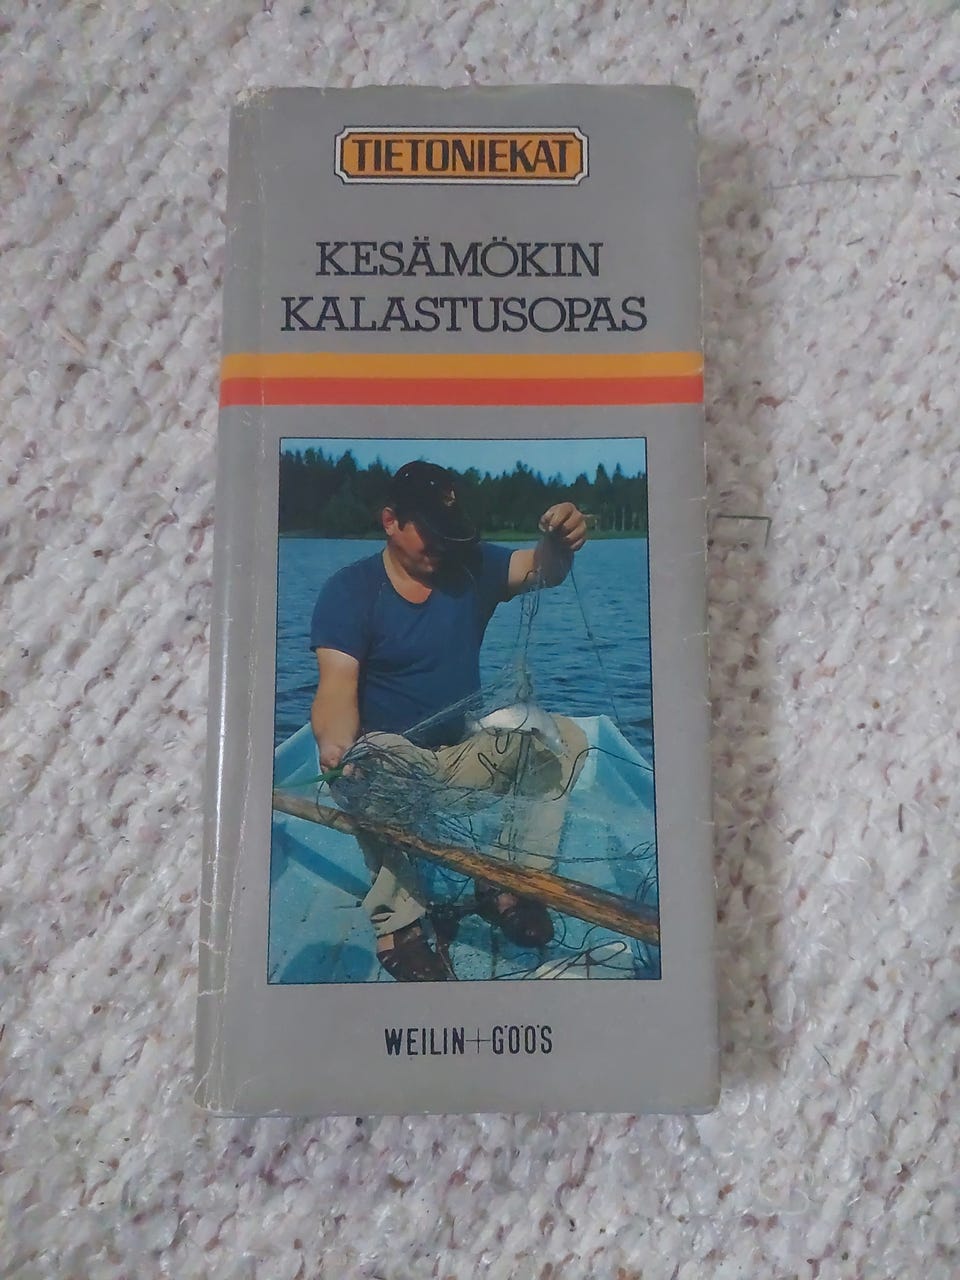 TIETONIEKAT
KESÄMÖKIN
KALASTUSOPAS
WEILIN+GÖÖS